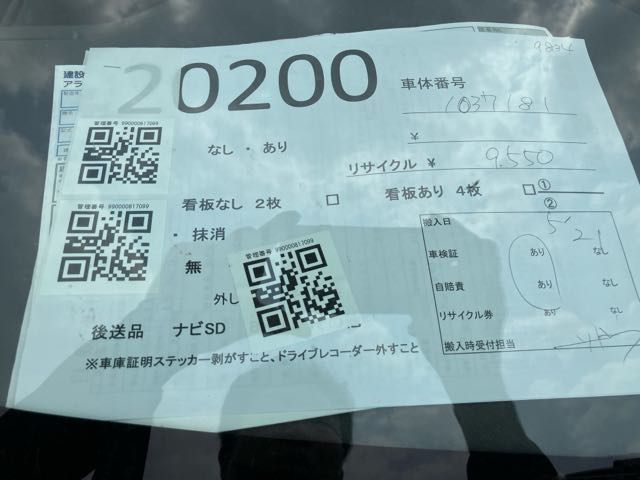 9834
建設
アラ
20200
車体番号
1037181
管理番号 990000817099
なし ・ あり
¥
リサイクル ¥ 9.550
看板なし 2枚 □ 看板あり 4枚 □ ①
②
管理番号 990000817099
・ 抹消
無
管理番号 990000817099
外し
搬入日 5/21
車検証 あり なし
自賠責 あり なし
リサイクル券 あり なし
搬入時受付担当
後送品 ナビSD
※車庫証明ステッカー剥がすこと、ドライブレコーダー外すこと